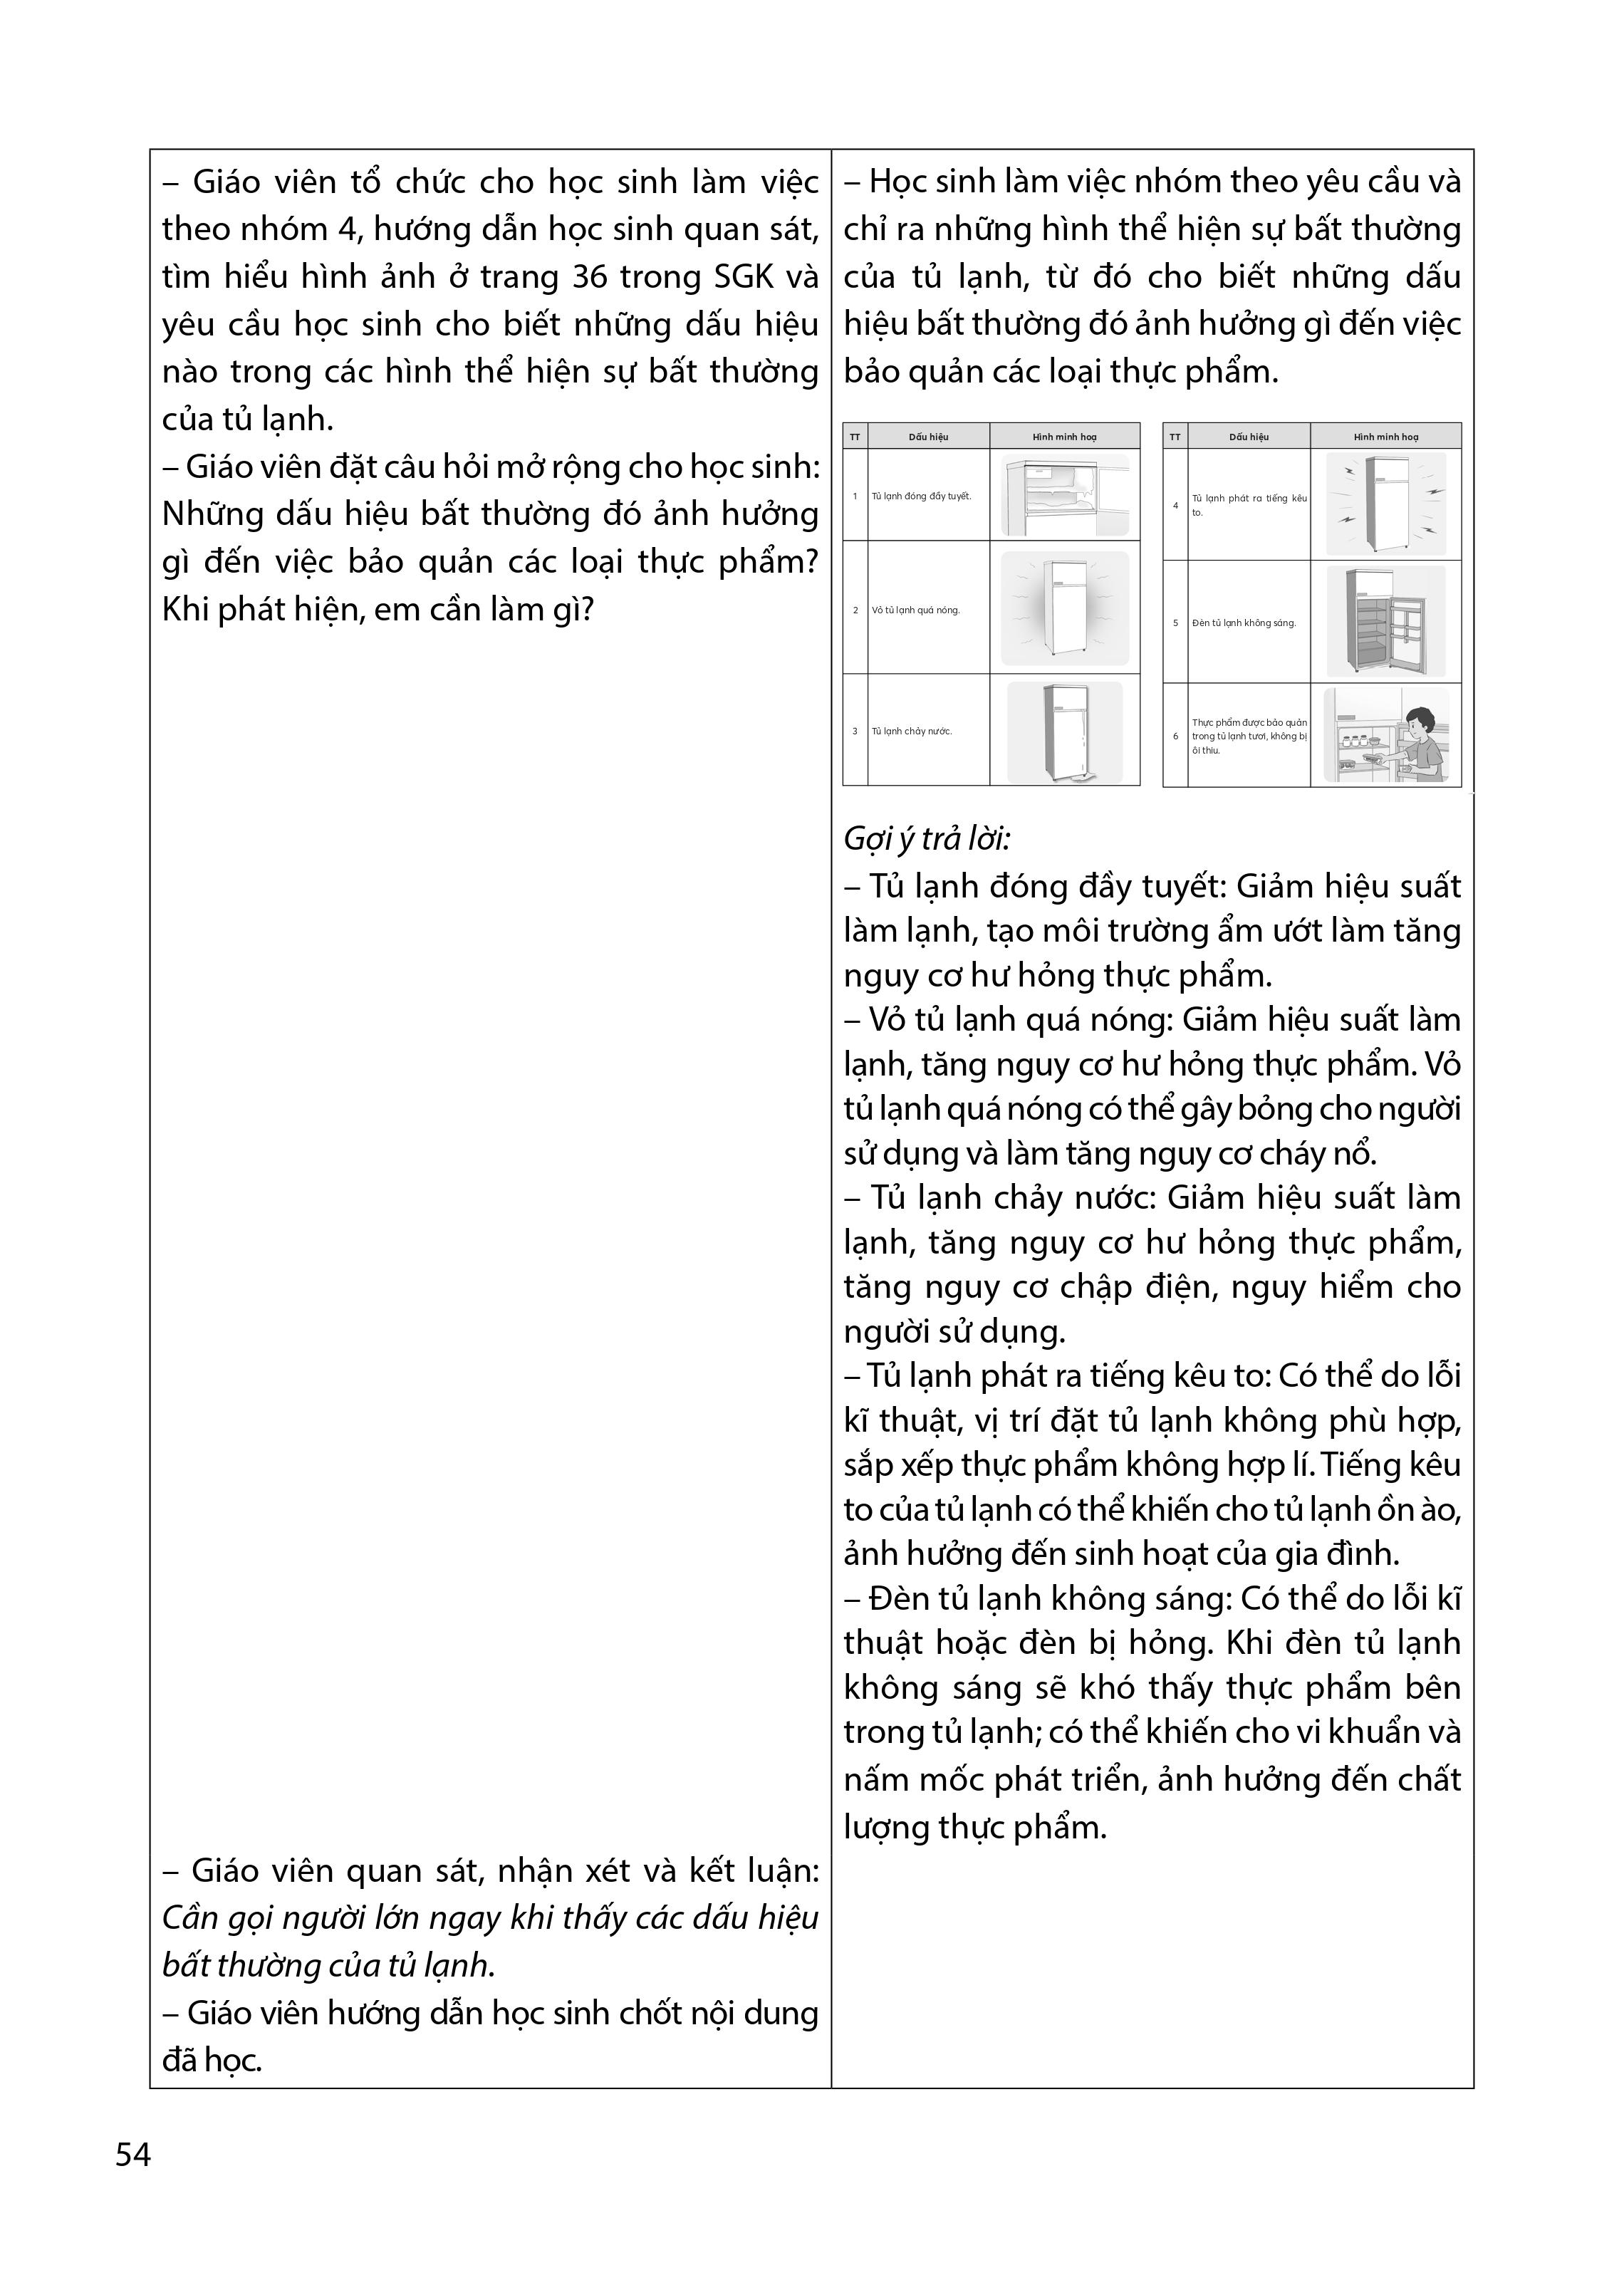 – Giáo viên tổ chức cho học sinh làm việc
theo nhóm 4, hướng dẫn học sinh quan sát,
tìm hiểu hình ảnh ở trang 36 trong SGK và
yêu cầu học sinh cho biết những dấu hiệu
nào trong các hình thể hiện sự bất thường
của tủ lạnh.
– Giáo viên đặt câu hỏi mở rộng cho học sinh:
Những dấu hiệu bất thường đó ảnh hưởng
gì đến việc bảo quản các loại thực phẩm?
Khi phát hiện, em cần làm gì?
– Giáo viên quan sát, nhận xét và kết luận:
Cần gọi người lớn ngay khi thấy các dấu hiệu
bất thường của tủ lạnh.
– Giáo viên hướng dẫn học sinh chốt nội dung
đã học.
– Học sinh làm việc nhóm theo yêu cầu và
chỉ ra những hình thể hiện sự bất thường
của tủ lạnh, từ đó cho biết những dấu
hiệu bất thường đó ảnh hưởng gì đến việc
bảo quản các loại thực phẩm.
TT Dấu hiệu Hình minh hoạ
1 Tủ lạnh đóng đầy tuyết.
2 Vỏ tủ lạnh quá nóng.
3 Tủ lạnh chảy nước.
TT Dấu hiệu Hình minh hoạ
4 Tủ lạnh phát ra tiếng kêu
to.
5 Đèn tủ lạnh không sáng.
6 Thực phẩm được bảo quản
trong tủ lạnh tươi, không bị
ôi thiu.
Gợi ý trả lời:
– Tủ lạnh đóng đầy tuyết: Giảm hiệu suất
làm lạnh, tạo môi trường ẩm ướt làm tăng
nguy cơ hư hỏng thực phẩm.
– Vỏ tủ lạnh quá nóng: Giảm hiệu suất làm
lạnh, tăng nguy cơ hư hỏng thực phẩm. Vỏ
tủ lạnh quá nóng có thể gây bỏng cho người
sử dụng và làm tăng nguy cơ cháy nổ.
– Tủ lạnh chảy nước: Giảm hiệu suất làm
lạnh, tăng nguy cơ hư hỏng thực phẩm,
tăng nguy cơ chập điện, nguy hiểm cho
người sử dụng.
– Tủ lạnh phát ra tiếng kêu to: Có thể do lỗi
kĩ thuật, vị trí đặt tủ lạnh không phù hợp,
sắp xếp thực phẩm không hợp lí. Tiếng kêu
to của tủ lạnh có thể khiến cho tủ lạnh ồn ào,
ảnh hưởng đến sinh hoạt của gia đình.
– Đèn tủ lạnh không sáng: Có thể do lỗi kĩ
thuật hoặc đèn bị hỏng. Khi đèn tủ lạnh
không sáng sẽ khó thấy thực phẩm bên
trong tủ lạnh; có thể khiến cho vi khuẩn và
nấm mốc phát triển, ảnh hưởng đến chất
lượng thực phẩm.
54